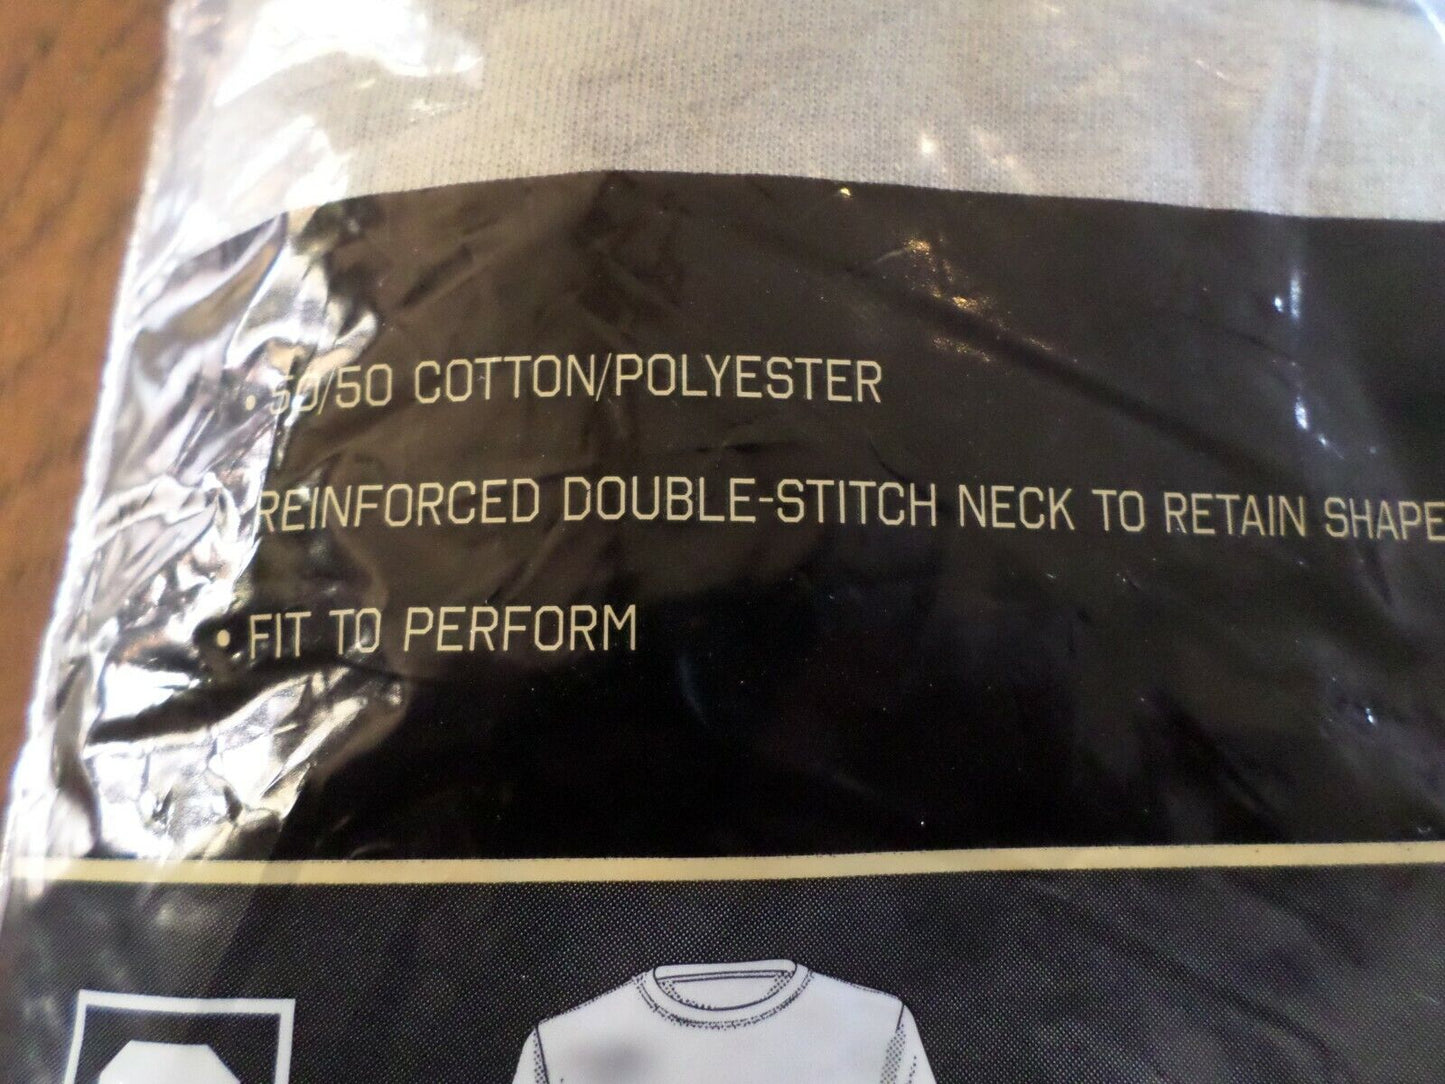 • 50/50 COTTON/POLYESTER
• REINFORCED DOUBLE-STITCH NECK TO RETAIN SHAPE
• FIT TO PERFORM